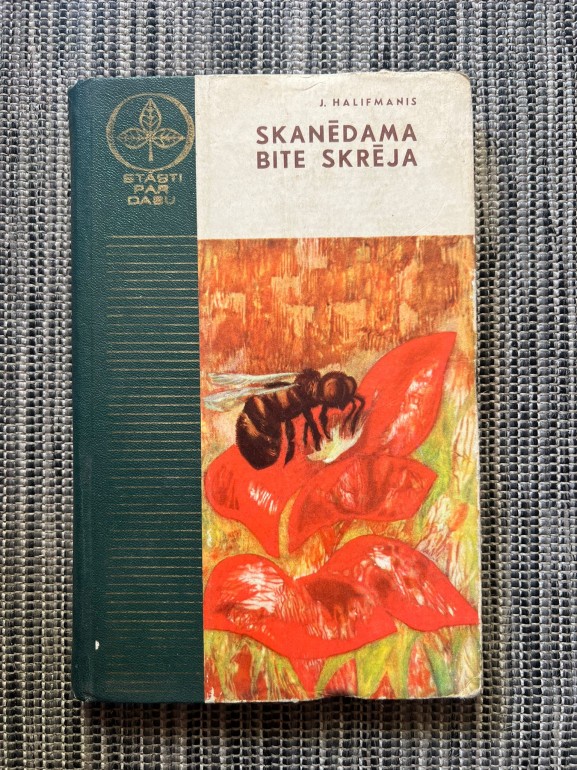 J. HALIFMANIS
SKANĒDAMA
BITE SKRĒJA
STĀSTI
PAR
DABU